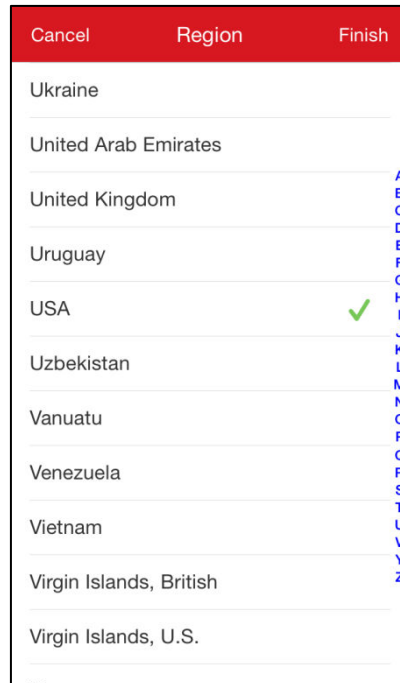 Cancel Region Finish
Ukraine
United Arab Emirates
United Kingdom
Uruguay
USA
Uzbekistan
Vanuatu
Venezuela
Vietnam
Virgin Islands, British
Virgin Islands, U.S.
A
B
C
D
E
F
G
H
I
J
K
L
M
N
O
P
Q
R
S
T
U
V
Y
Z